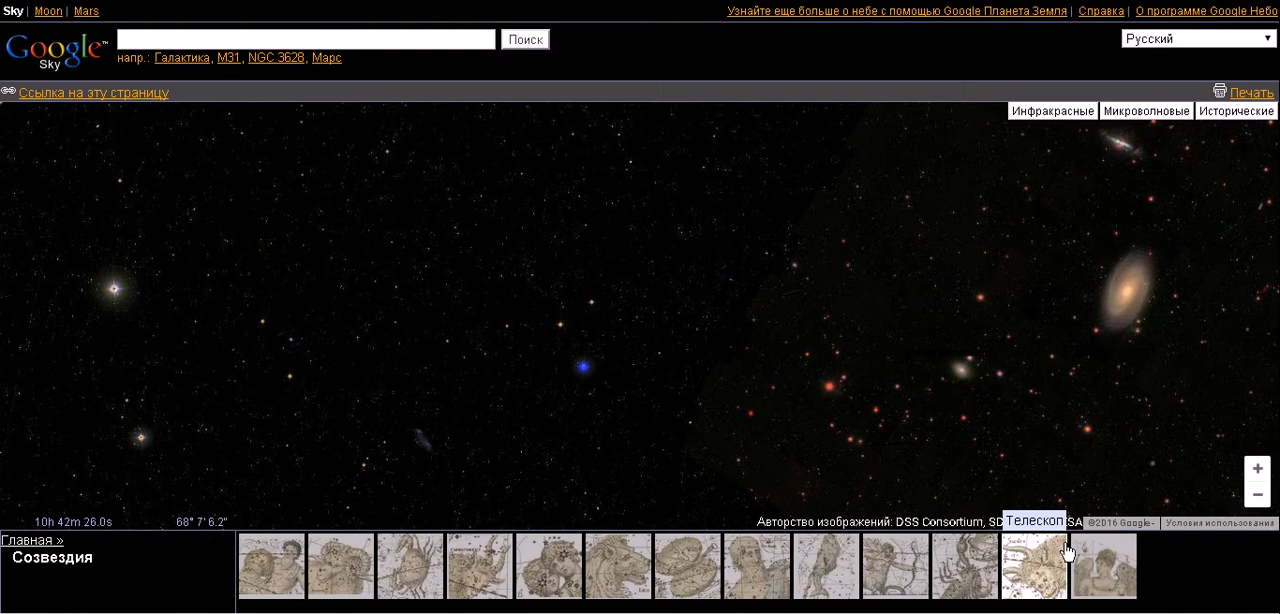 Sky | Moon | Mars
Узнайте еще больше о небе с помощью Google Планета Земля | Справка | О программе Google Небо
Google™
Sky
Поиск
Русский
напр.: Галактика, M31, NGC 3628, Марс
Ссылка на эту страницу
Печать
Инфракрасные
Микроволновые
Исторические
+
−
10h 42m 26.0s 68° 7' 6.2"
Авторство изображений: DSS Consortium, SD
Телескоп
SA
©2016 Google -
Условия использования
Главная »
Созвездия